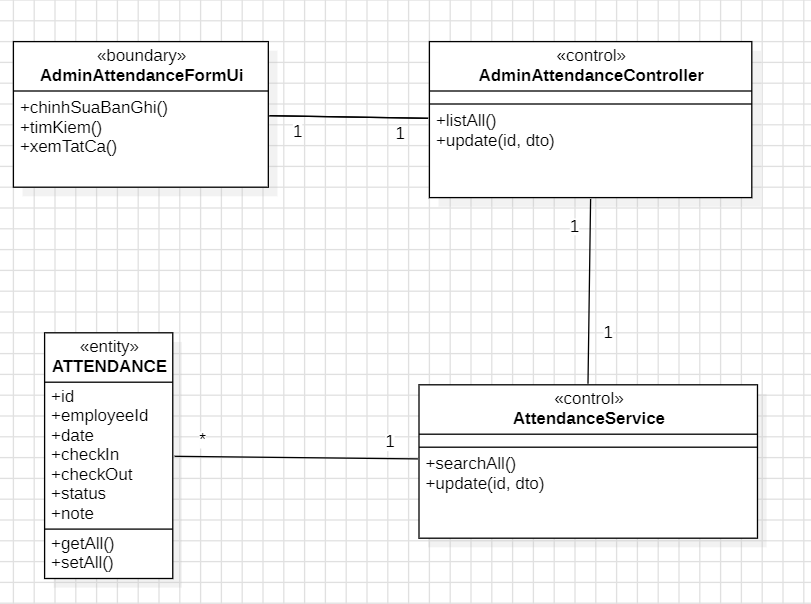 «boundary»
AdminAttendanceFormUi
+chinhSuaBanGhi()
+timKiem()
+xemTatCa()
1
1
«control»
AdminAttendanceController
+listAll()
+update(id, dto)
1
1
«entity»
ATTENDANCE
+id
+employeeId
+date
+checkIn
+checkOut
+status
+note
+getAll()
+setAll()
*
1
«control»
AttendanceService
+searchAll()
+update(id, dto)